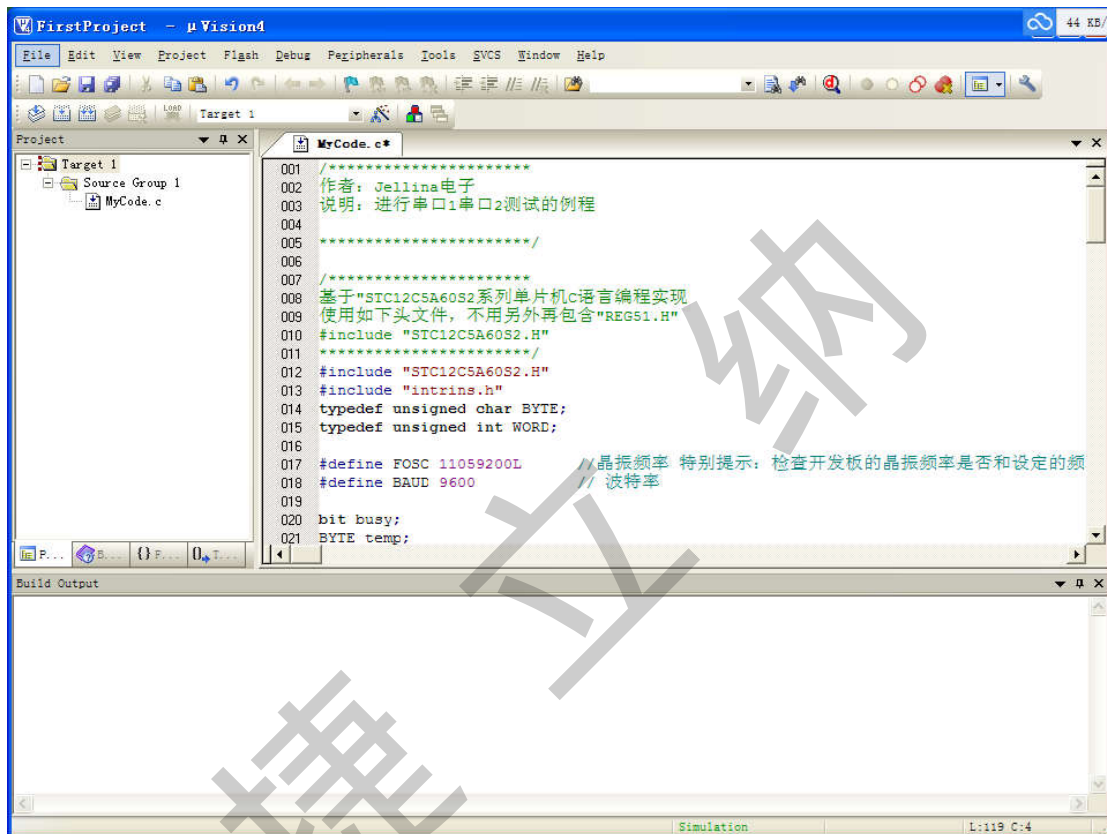 FirstProject - μVision4
44 KB/
File Edit View Project Flash Debug Peripherals Tools SVCS Window Help
LOAD Target 1
Project
MyCode.c*
Target 1
Source Group 1
MyCode.c
001 /**********************
002 作者：Jellina电子
003 说明：进行串口1串口2测试的例程
004
005 ***********************/
006
007 /**********************
008 基于"STC12C5A60S2系列单片机C语言编程实现
009 使用如下头文件，不用另外再包含"REG51.H"
010 #include "STC12C5A60S2.H"
011 ***********************/
012 #include "STC12C5A60S2.H"
013 #include "intrins.h"
014 typedef unsigned char BYTE;
015 typedef unsigned int WORD;
016
017 #define FOSC 11059200L //晶振频率 特别提示：检查开发板的晶振频率是否和设定的频
018 #define BAUD 9600 // 波特率
019
020 bit busy;
021 BYTE temp;
P... B... {} F... 0 T...
Build Output
Simulation L:119 C:4
捷立纳